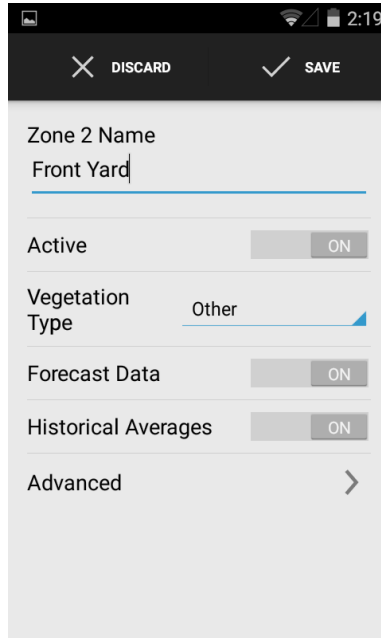 2:19
DISCARD SAVE
Zone 2 Name
Front Yard
Active ON
Vegetation
Type Other
Forecast Data ON
Historical Averages ON
Advanced